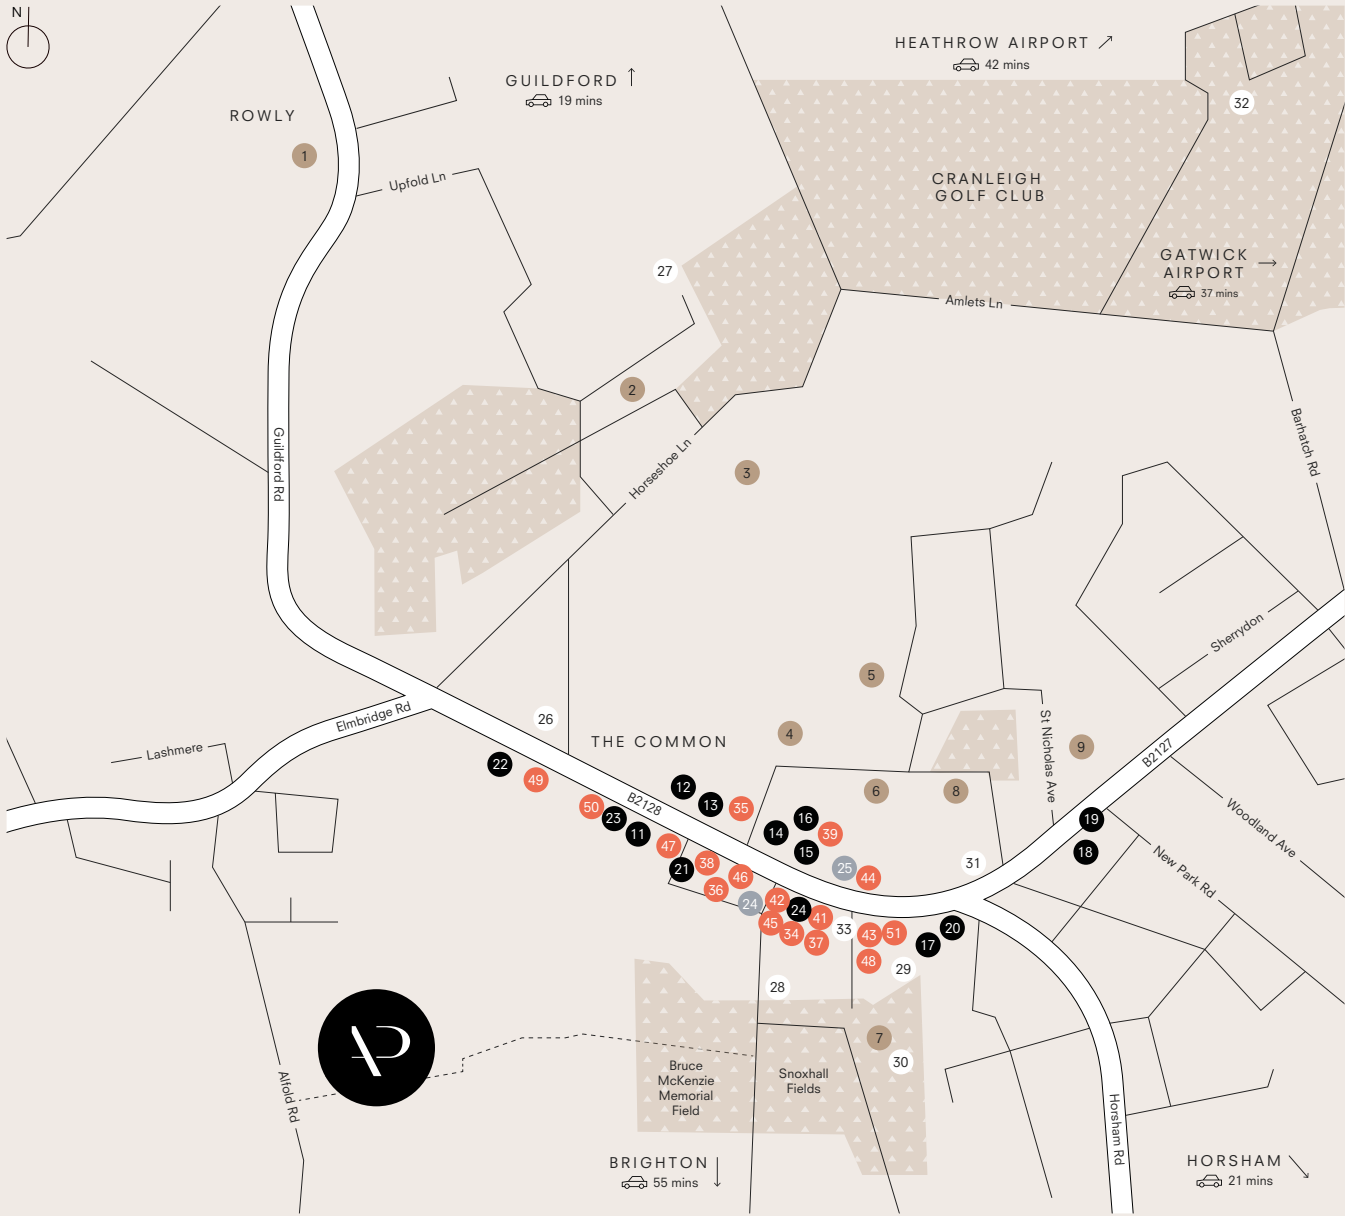 N
HEATHROW AIRPORT
42 mins
GUILDFORD
19 mins
32
ROWLY
1
CRANLEIGH
GOLF CLUB
Upfold Ln
GATWICK
AIRPORT
37 mins
27
Amlets Ln
2
Barhatch Rd
Guildford Rd
Horseshoe Ln
3
Sherrydon
5
Elmbridge Rd
26
THE COMMON
4
St Nicholas Ave
9
B2127
Lashmere
22
49
12
6
8
50
B2128
13
35
23
16
19
11
14
39
Woodland Ave
47
15
18
21
38
25
44
31
New Park Rd
46
36
24
42
24
41
45
34
33
43
51
20
37
17
48
29
28
AP
7
30
Bruce
McKenzie
Memorial
Field
Snoxhall
Fields
Alfold Rd
Horsham Rd
BRIGHTON
55 mins
HORSHAM
21 mins